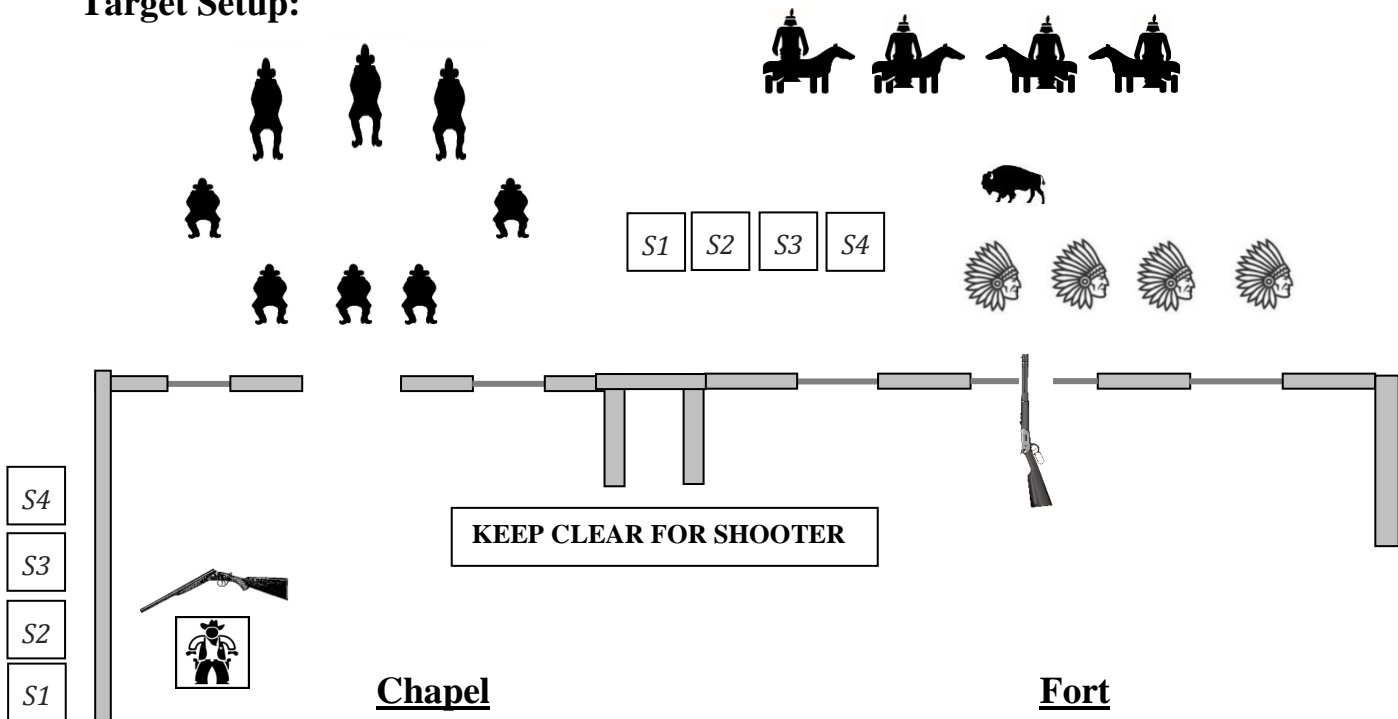 Target Setup:
S1 S2 S3 S4
S4
S3
S2
S1
KEEP CLEAR FOR SHOOTER
Chapel
Fort